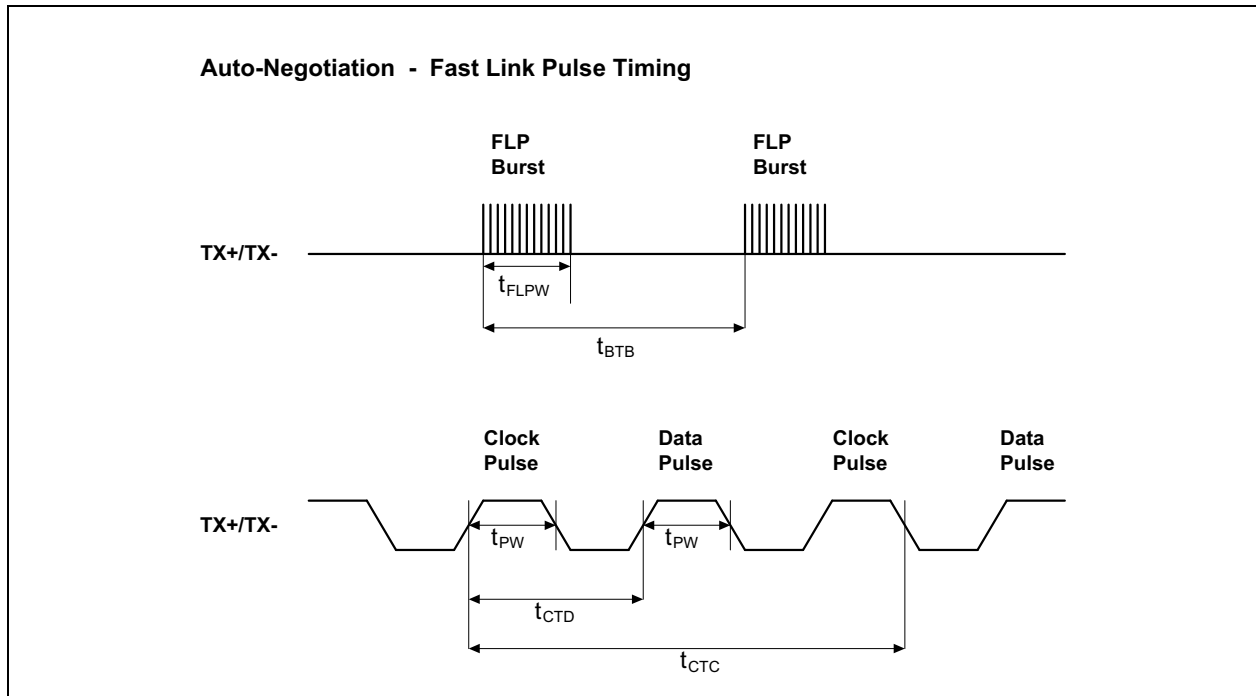 Auto-Negotiation - Fast Link Pulse Timing
FLP
Burst
FLP
Burst
TX+/TX-
tFLPW
tBTB
Clock
Pulse
Data
Pulse
Clock
Pulse
Data
Pulse
TX+/TX-
tPW
tPW
tCTD
tCTC